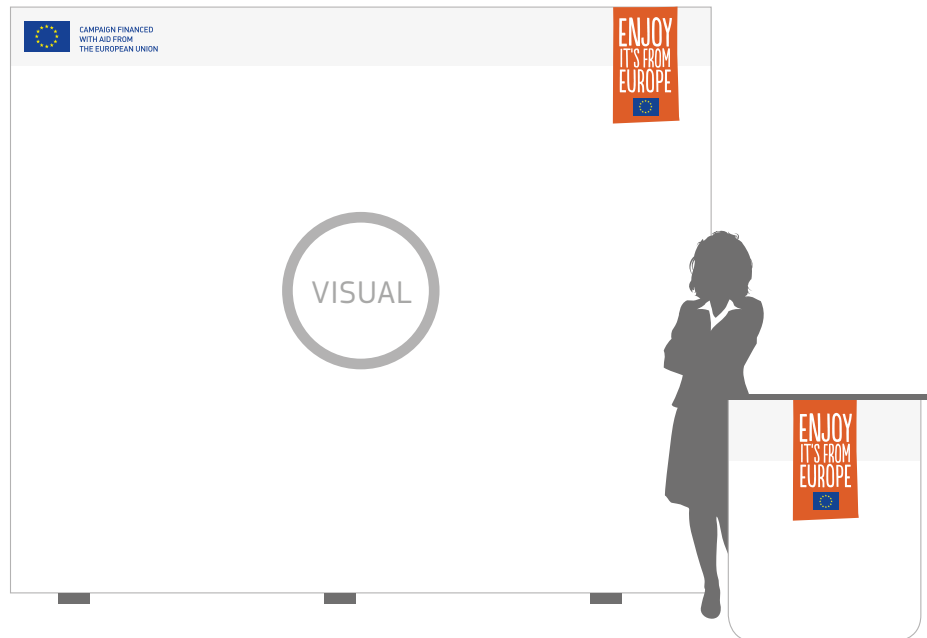 CAMPAIGN FINANCED
WITH AID FROM
THE EUROPEAN UNION
ENJOY
IT'S FROM
EUROPE
VISUAL
ENJOY
IT'S FROM
EUROPE